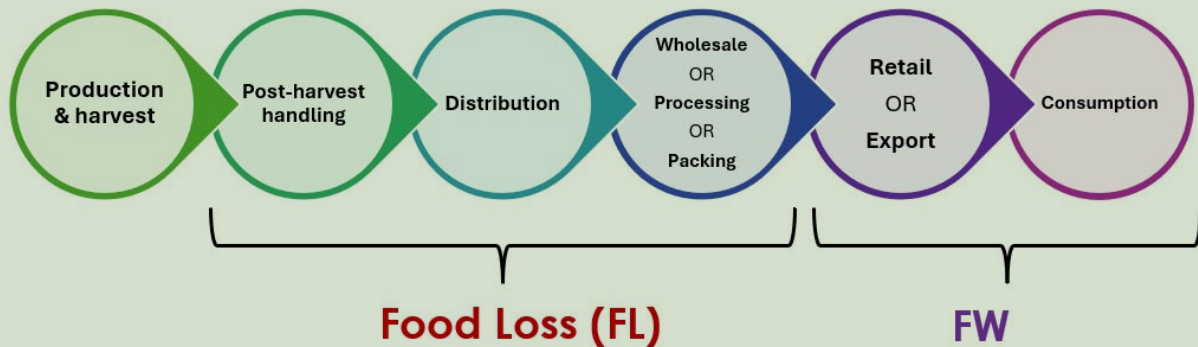 Production
& harvest
Post-harvest
handling
Distribution
Wholesale
OR
Processing
OR
Packing
Retail
OR
Export
Consumption
Food Loss (FL)
FW